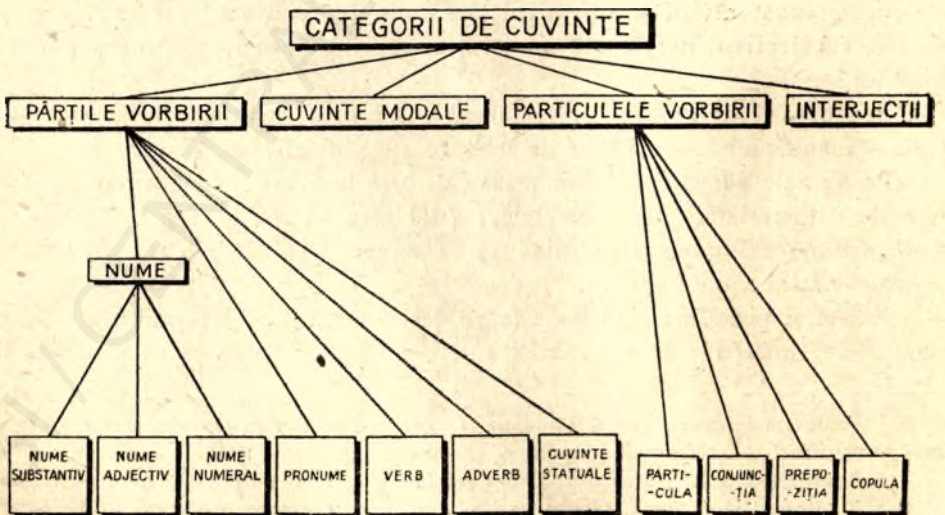 CATEGORII DE CUVINTE
PĂRȚILE VORBIRII
CUVINTE MODALE
PARTICULELE VORBIRII
INTERJECȚII
NUME
NUME
SUBSTANTIV
NUME
ADJECTIV
NUME
NUMERAL
PRONUME
VERB
ADVERB
CUVINTE
STATUALE
PARTI-
-CULA
CONJUNC-
-ȚIA
PREPO-
-ZIȚIA
COPULA